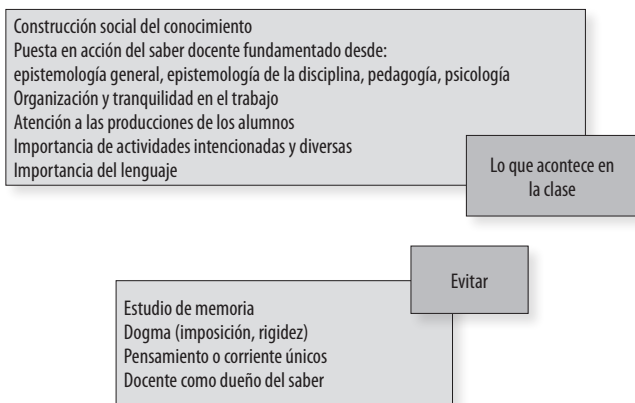 Construcción social del conocimiento
Puesta en acción del saber docente fundamentado desde:
epistemología general, epistemología de la disciplina, pedagogía, psicología
Organización y tranquilidad en el trabajo
Atención a las producciones de los alumnos
Importancia de actividades intencionadas y diversas
Importancia del lenguaje
Lo que acontece en
la clase
Evitar
Estudio de memoria
Dogma (imposición, rigidez)
Pensamiento o corriente únicos
Docente como dueño del saber